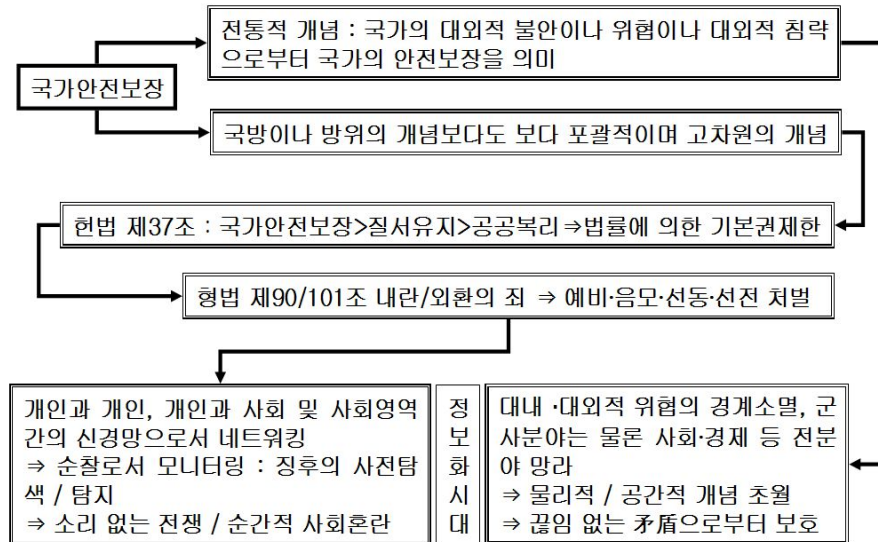 전통적 개념 : 국가의 대외적 불안이나 위협이나 대외적 침략
으로부터 국가의 안전보장을 의미
국가안전보장
국방이나 방위의 개념보다도 보다 포괄적이며 고차원의 개념
헌법 제37조 : 국가안전보장>질서유지>공공복리⇒법률에 의한 기본권제한
형법 제90/101조 내란/외환의 죄 ⇒ 예비·음모·선동·선전 처벌
개인과 개인, 개인과 사회 및 사회영역
간의 신경망으로서 네트워킹
⇒ 순찰로서 모니터링 : 징후의 사전탐
색 / 탐지
⇒ 소리 없는 전쟁 / 순간적 사회혼란
정
보
화
시
대
대내 ·대외적 위협의 경계소멸, 군
사분야는 물론 사회·경제 등 전분
야 망라
⇒ 물리적 / 공간적 개념 초월
⇒ 끊임 없는 矛盾으로부터 보호